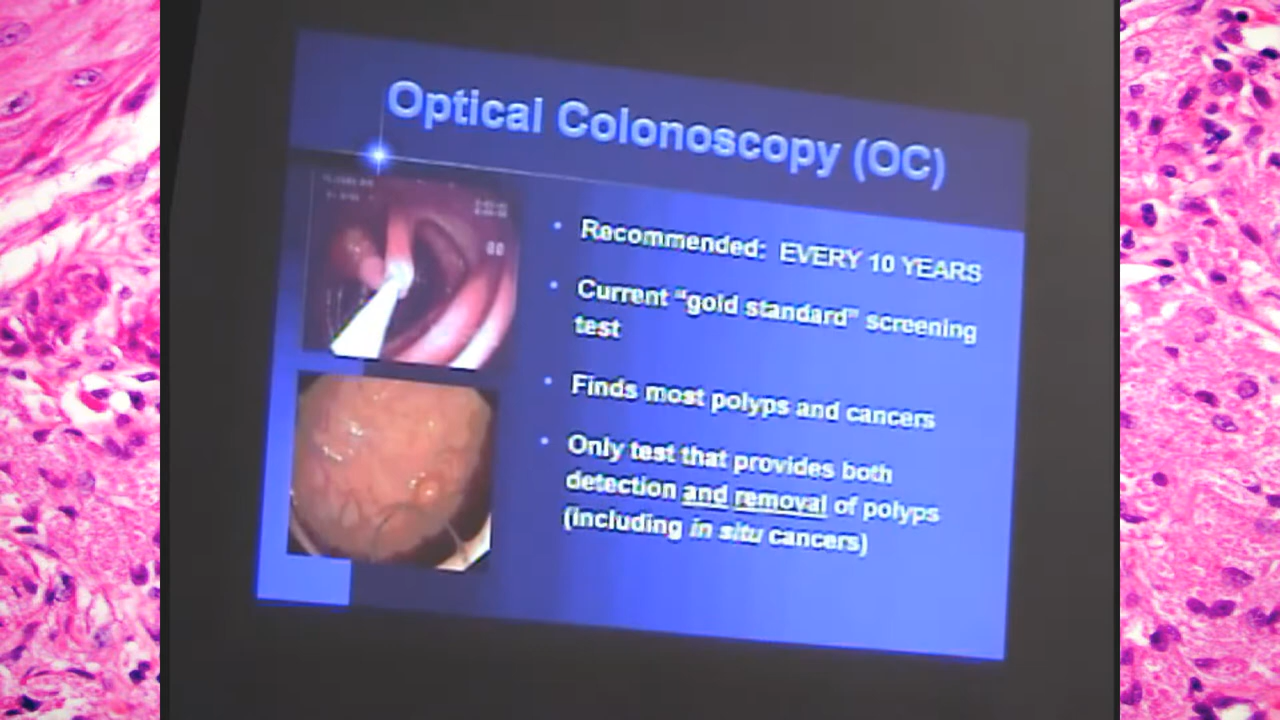 Optical Colonoscopy (OC)
• Recommended: EVERY 10 YEARS
• Current “gold standard” screening
test
• Finds most polyps and cancers
• Only test that provides both
detection and removal of polyps
(including in situ cancers)